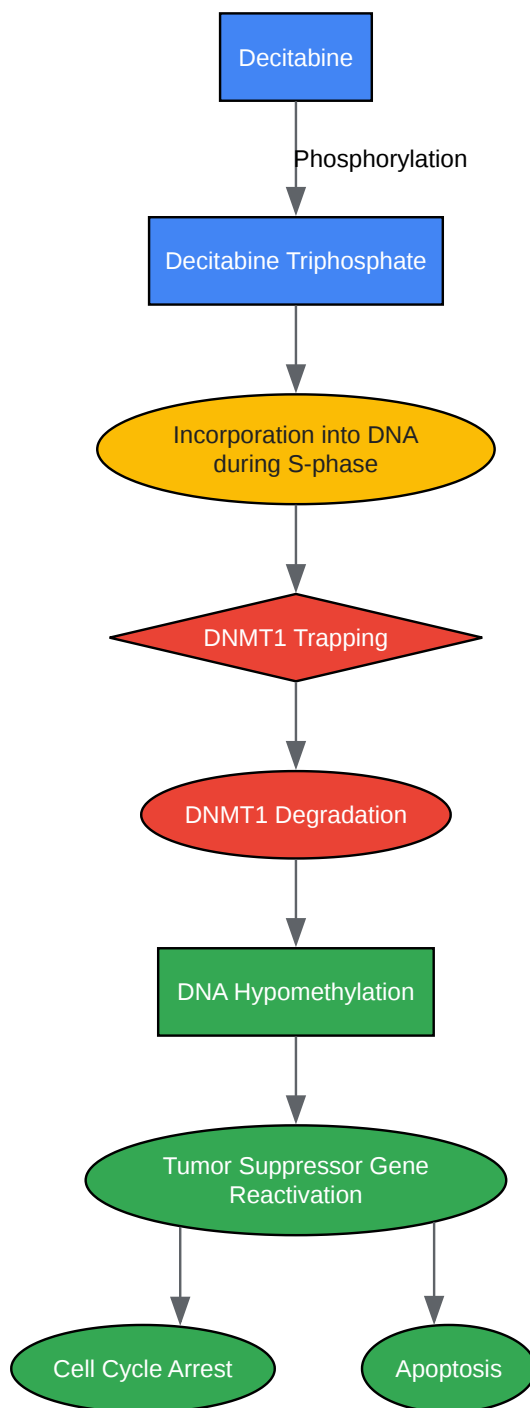 Decitabine
Phosphorylation
Decitabine Triphosphate
Incorporation into DNA
during S-phase
DNMT1 Trapping
DNMT1 Degradation
DNA Hypomethylation
Tumor Suppressor Gene
Reactivation
Cell Cycle Arrest
Apoptosis